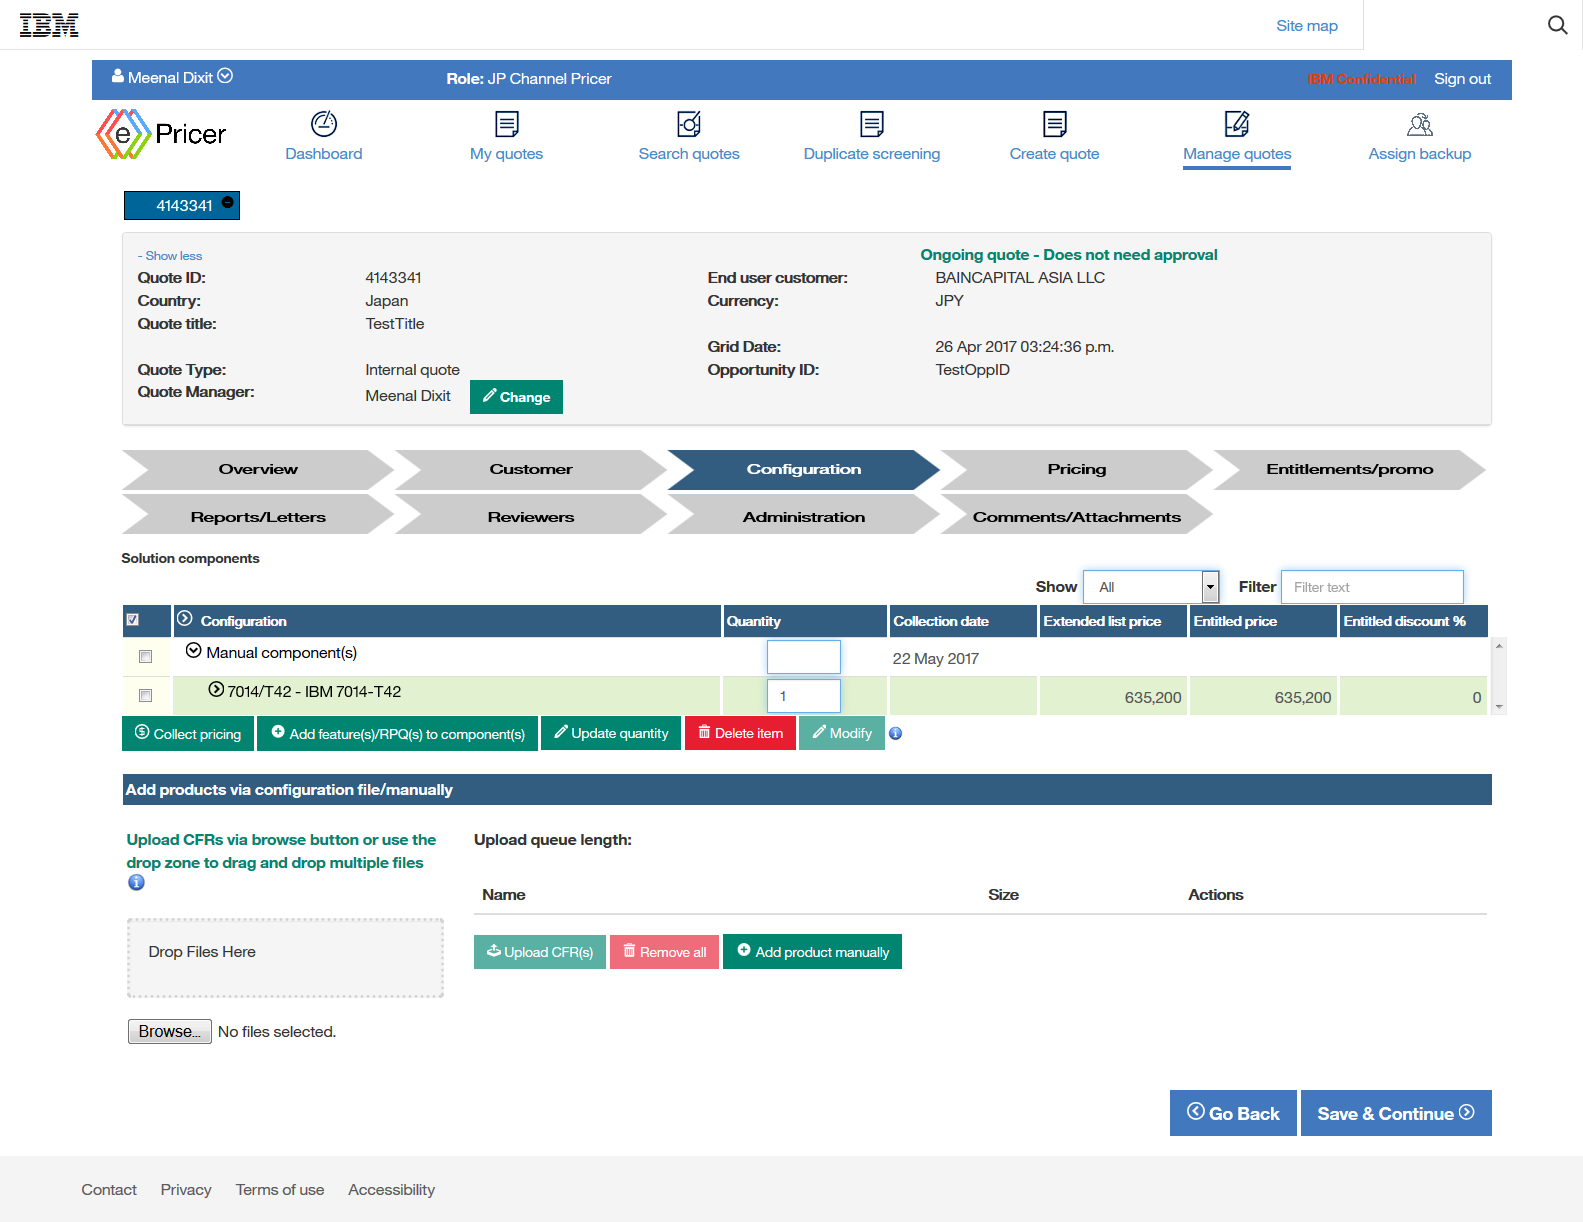 IBM
Site map
Meenal Dixit
Role: JP Channel Pricer
IBM Confidential
Sign out
e Pricer
Dashboard
My quotes
Search quotes
Duplicate screening
Create quote
Manage quotes
Assign backup
4143341
- Show less
Ongoing quote - Does not need approval
Quote ID: 4143341
End user customer: BAINCAPITAL ASIA LLC
Country: Japan
Currency: JPY
Quote title: TestTitle
Grid Date: 26 Apr 2017 03:24:36 p.m.
Quote Type: Internal quote
Opportunity ID: TestOppID
Quote Manager: Meenal Dixit
Change
Overview
Customer
Configuration
Pricing
Entitlements/promo
Reports/Letters
Reviewers
Administration
Comments/Attachments
Solution components
Show All
Filter Filter text
Configuration Quantity Collection date Extended list price Entitled price Entitled discount %
Manual component(s) 22 May 2017
7014/T42 - IBM 7014-T42 1 635,200 635,200 0
Collect pricing
Add feature(s)/RPQ(s) to component(s)
Update quantity
Delete item
Modify
Add products via configuration file/manually
Upload CFRs via browse button or use the
drop zone to drag and drop multiple files
Upload queue length:
Name Size Actions
Drop Files Here
Upload CFR(s)
Remove all
Add product manually
Browse... No files selected.
Go Back
Save & Continue
Contact Privacy Terms of use Accessibility